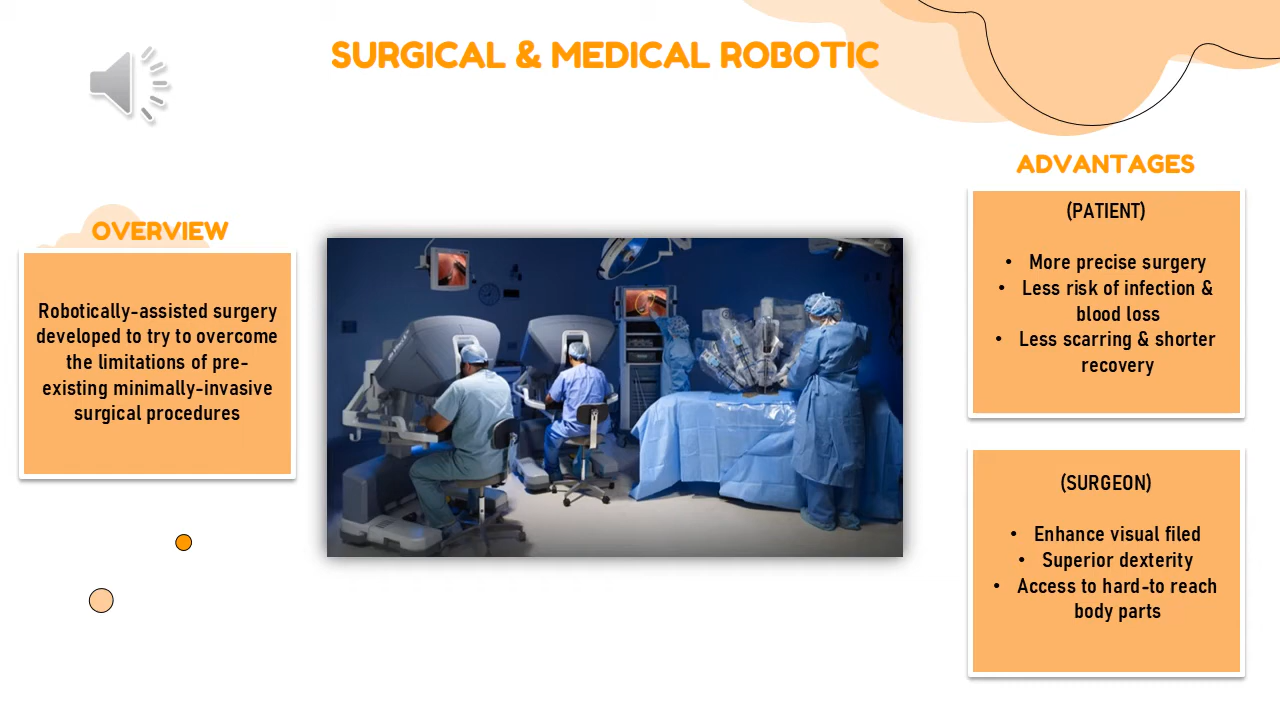 SURGICAL & MEDICAL ROBOTIC
OVERVIEW
Robotically-assisted surgery
developed to try to overcome
the limitations of pre-
existing minimally-invasive
surgical procedures
ADVANTAGES
(PATIENT)
• More precise surgery
• Less risk of infection &
blood loss
• Less scarring & shorter
recovery
(SURGEON)
• Enhance visual filed
• Superior dexterity
• Access to hard-to reach
body parts